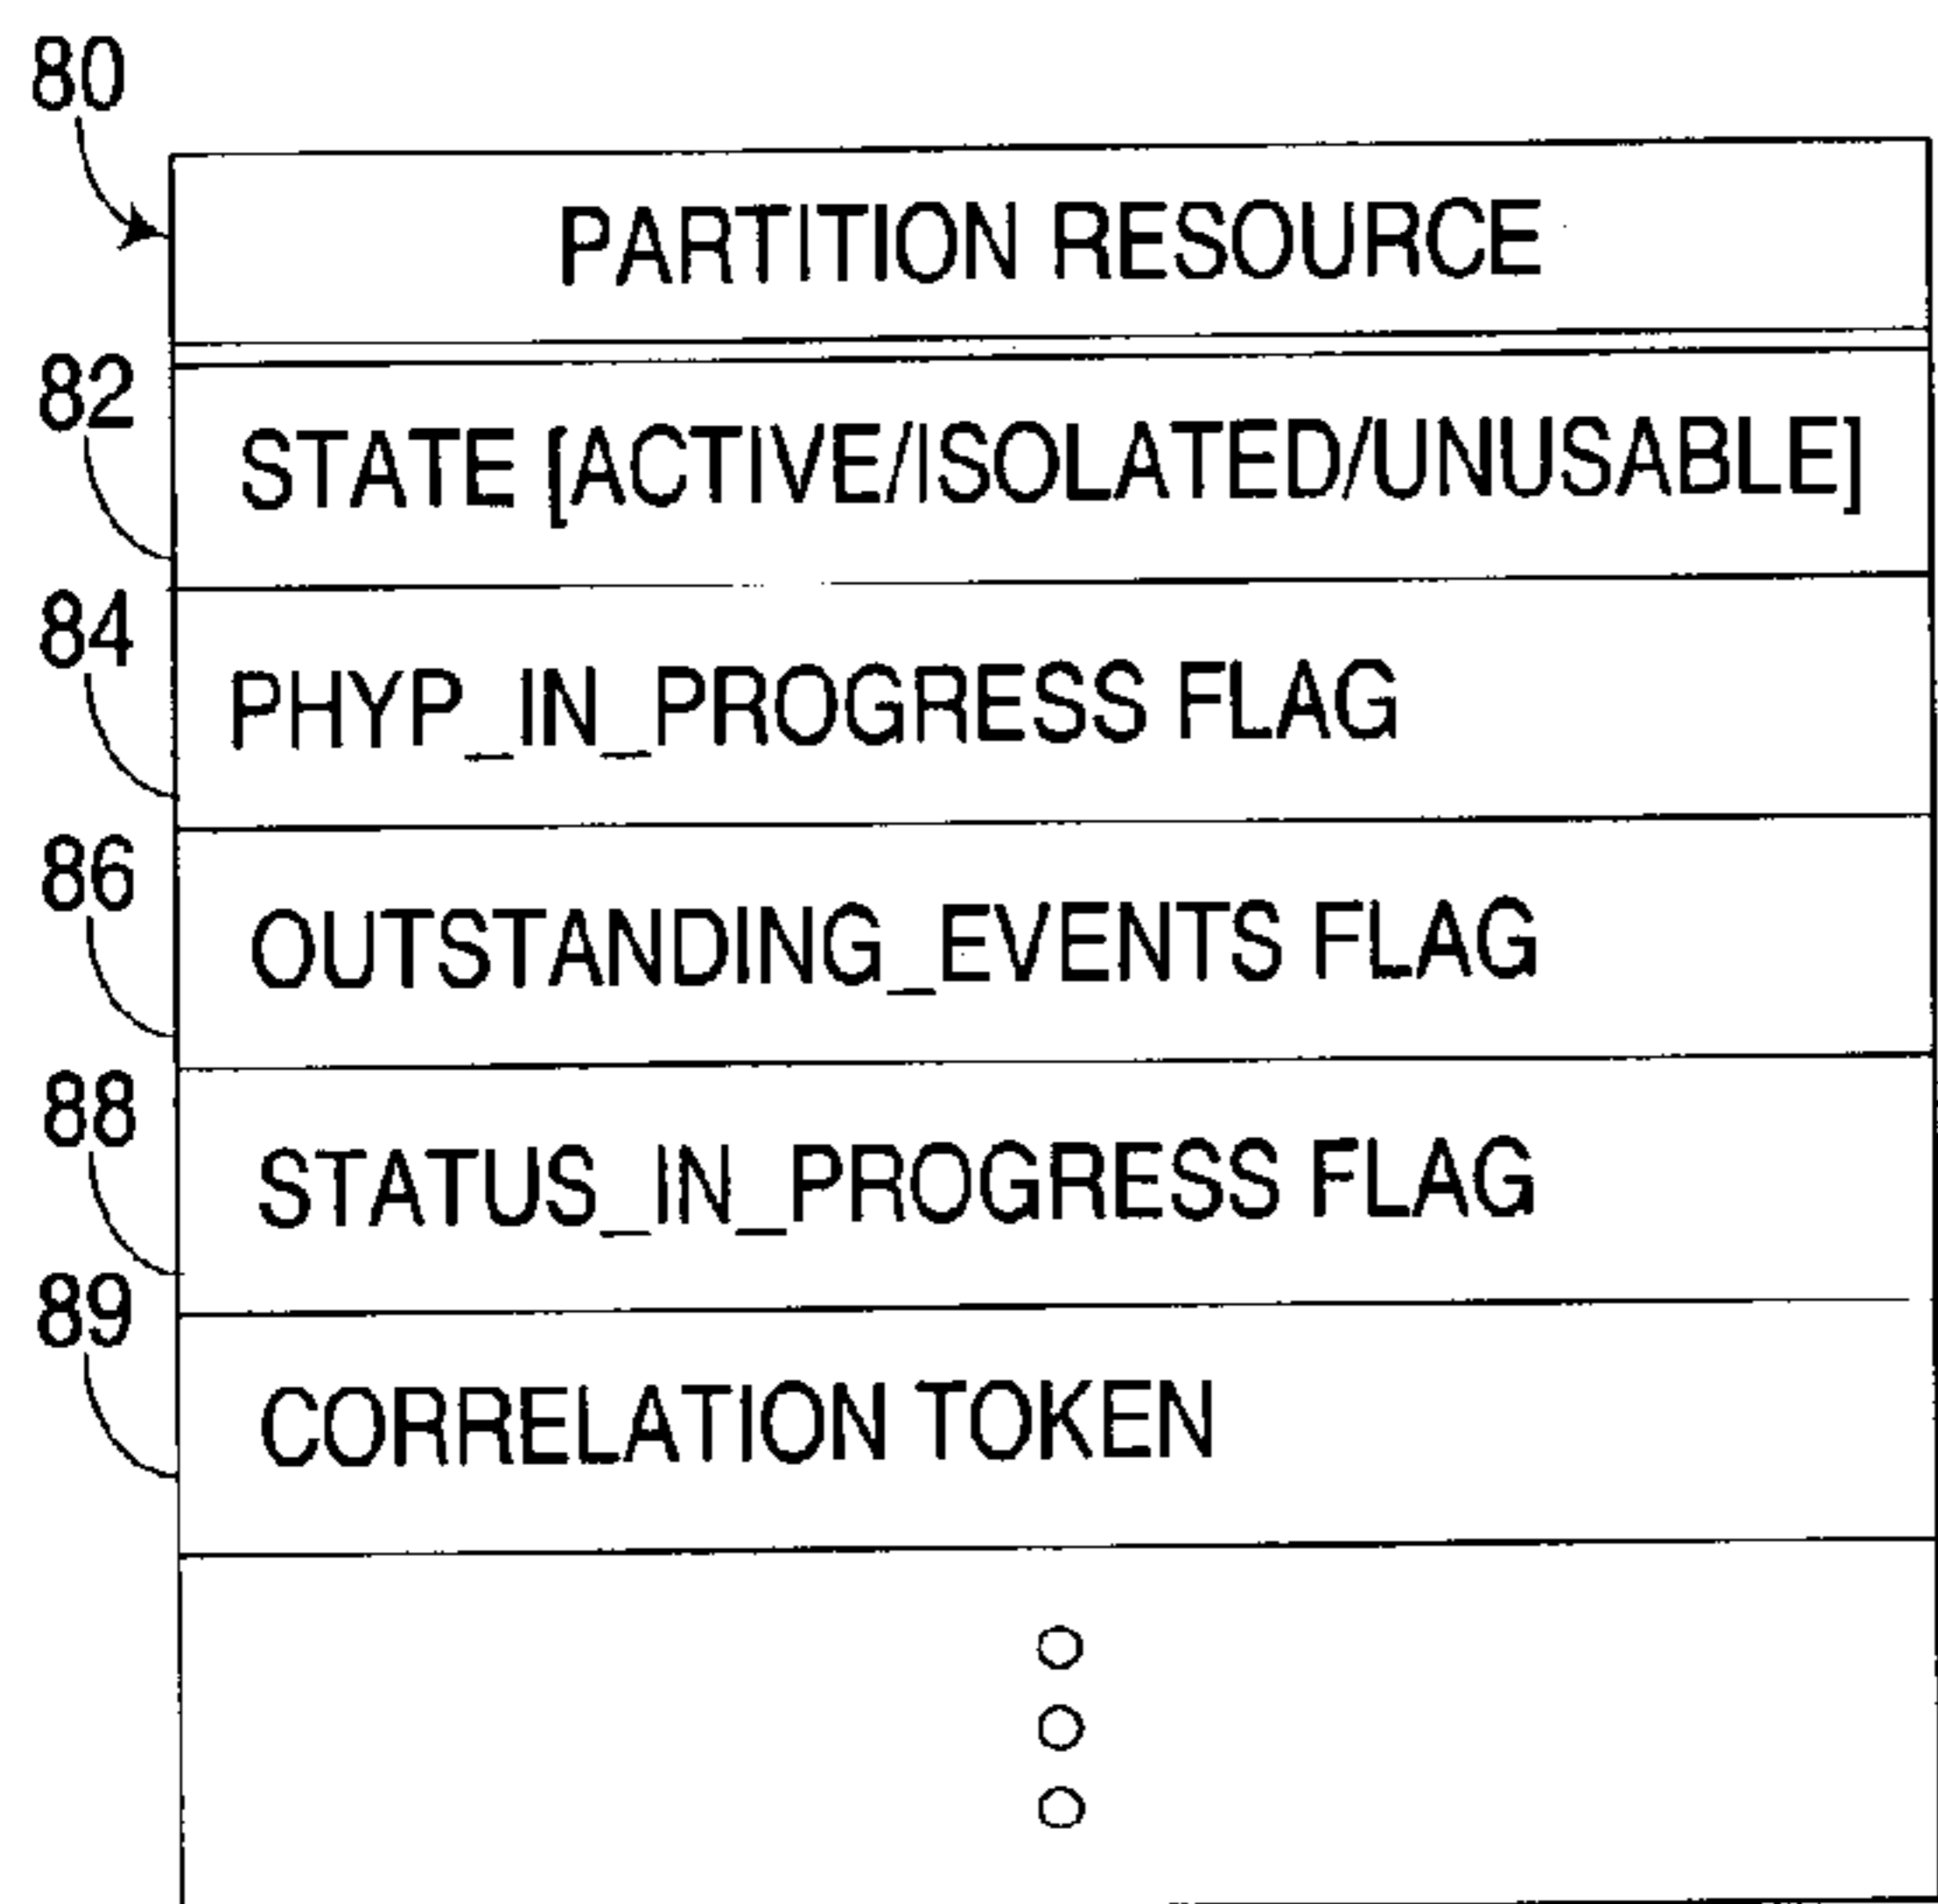 80
PARTITION RESOURCE
82
STATE [ACTIVE/ISOLATED/UNUSABLE]
84
PHYP_IN_PROGRESS FLAG
86
OUTSTANDING_EVENTS FLAG
88
STATUS_IN_PROGRESS FLAG
89
CORRELATION TOKEN